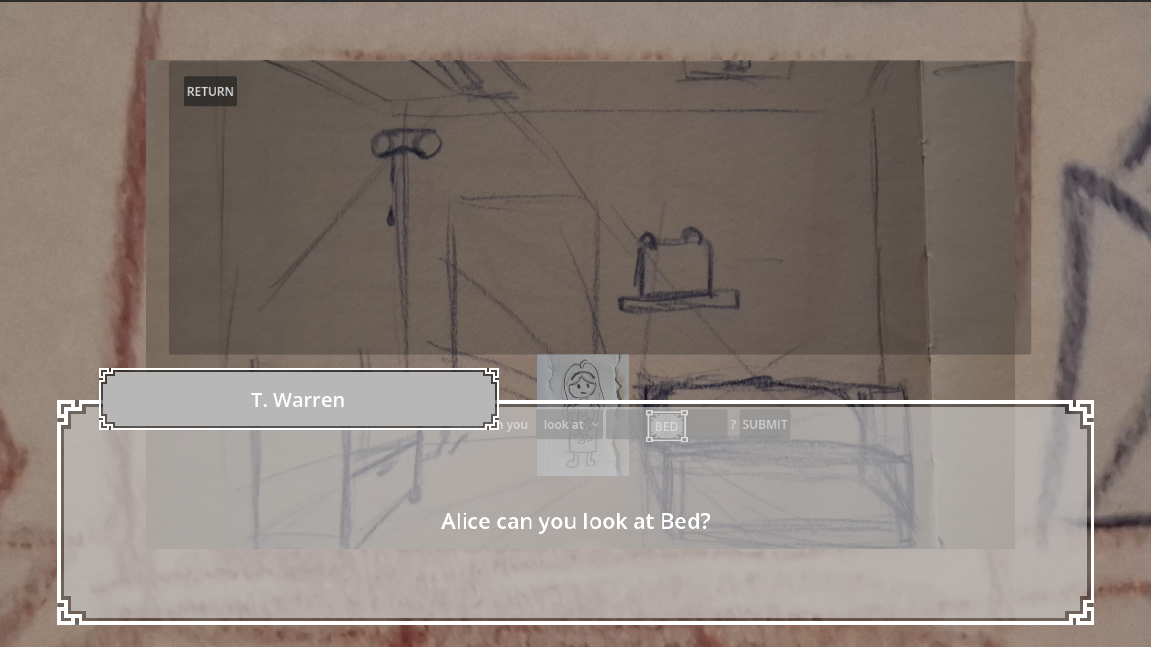 RETURN
T. Warren
you look at BED ? SUBMIT
Alice can you look at Bed?